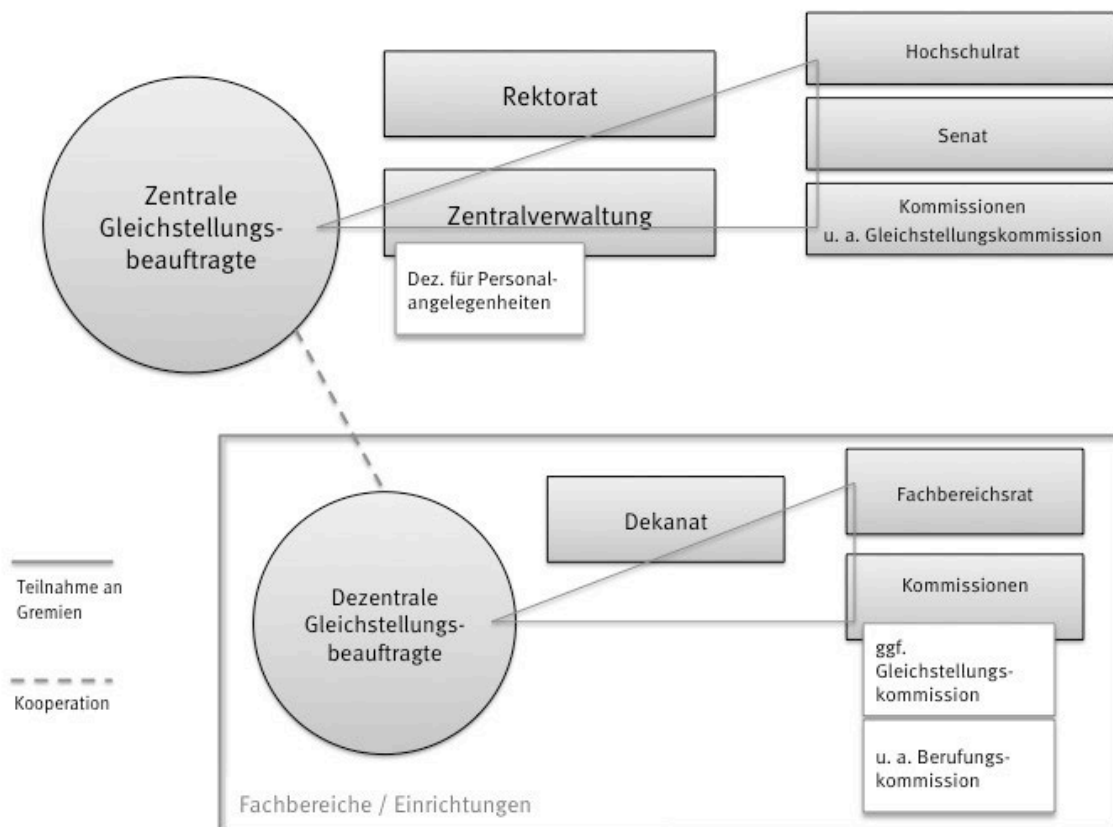 Hochschulrat
Rektorat
Senat
Zentrale
Gleichstellungs-
beauftragte
Zentralverwaltung
Kommissionen
u. a. Gleichstellungskommission
Dez. für Personal-
angelegenheiten
Fachbereichsrat
Dekanat
Teilnahme an
Gremien
Kommissionen
Dezentrale
Gleichstellungs-
beauftragte
ggf.
Gleichstellungs-
kommission
Kooperation
u. a. Berufungs-
kommission
Fachbereiche / Einrichtungen